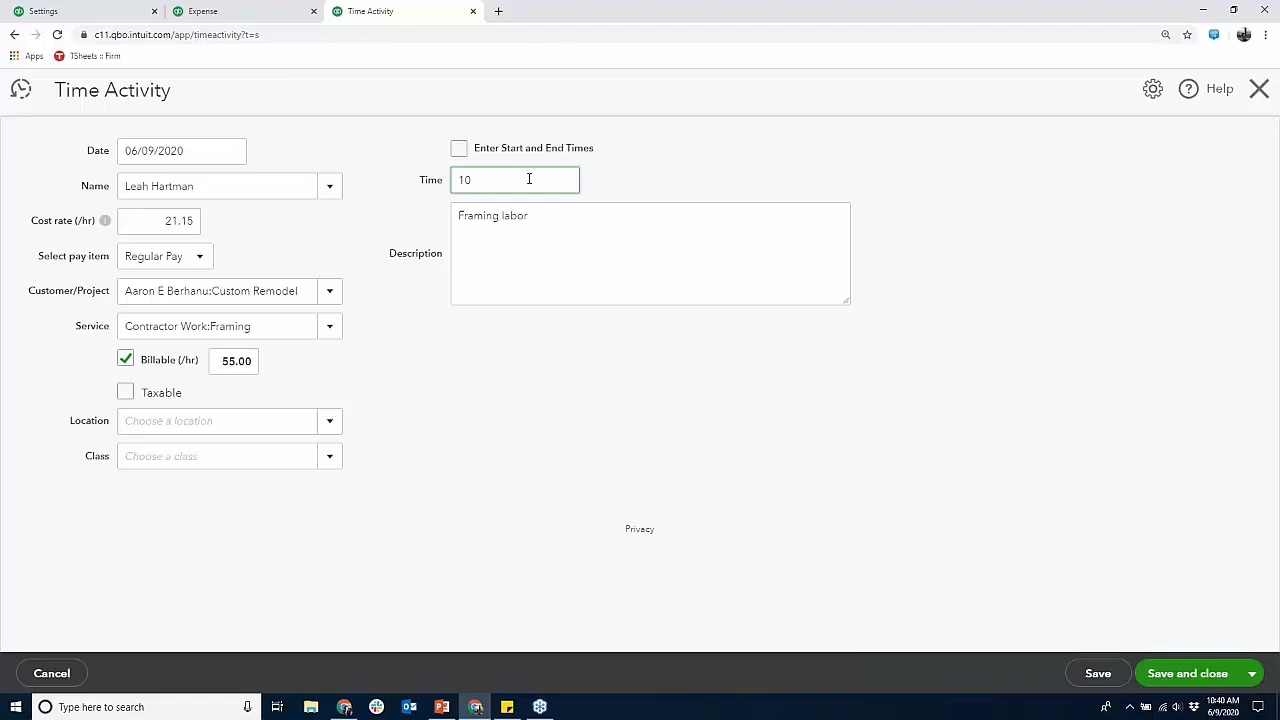 Settings
Expense
Time Activity
c11.qbo.intuit.com/app/timeactivity?t=s
Apps
TSheets :: Firm
Time Activity
Help
Date
06/09/2020
Enter Start and End Times
Name
Leah Hartman
Time
10
Cost rate (/hr)
21.15
Framing labor
Select pay item
Regular Pay
Description
Customer/Project
Aaron E Berhanu:Custom Remodel
Service
Contractor Work:Framing
Billable (/hr)
55.00
Taxable
Location
Choose a location
Class
Choose a class
Privacy
Cancel
Save
Save and close
Type here to search
10:40 AM
6/9/2020